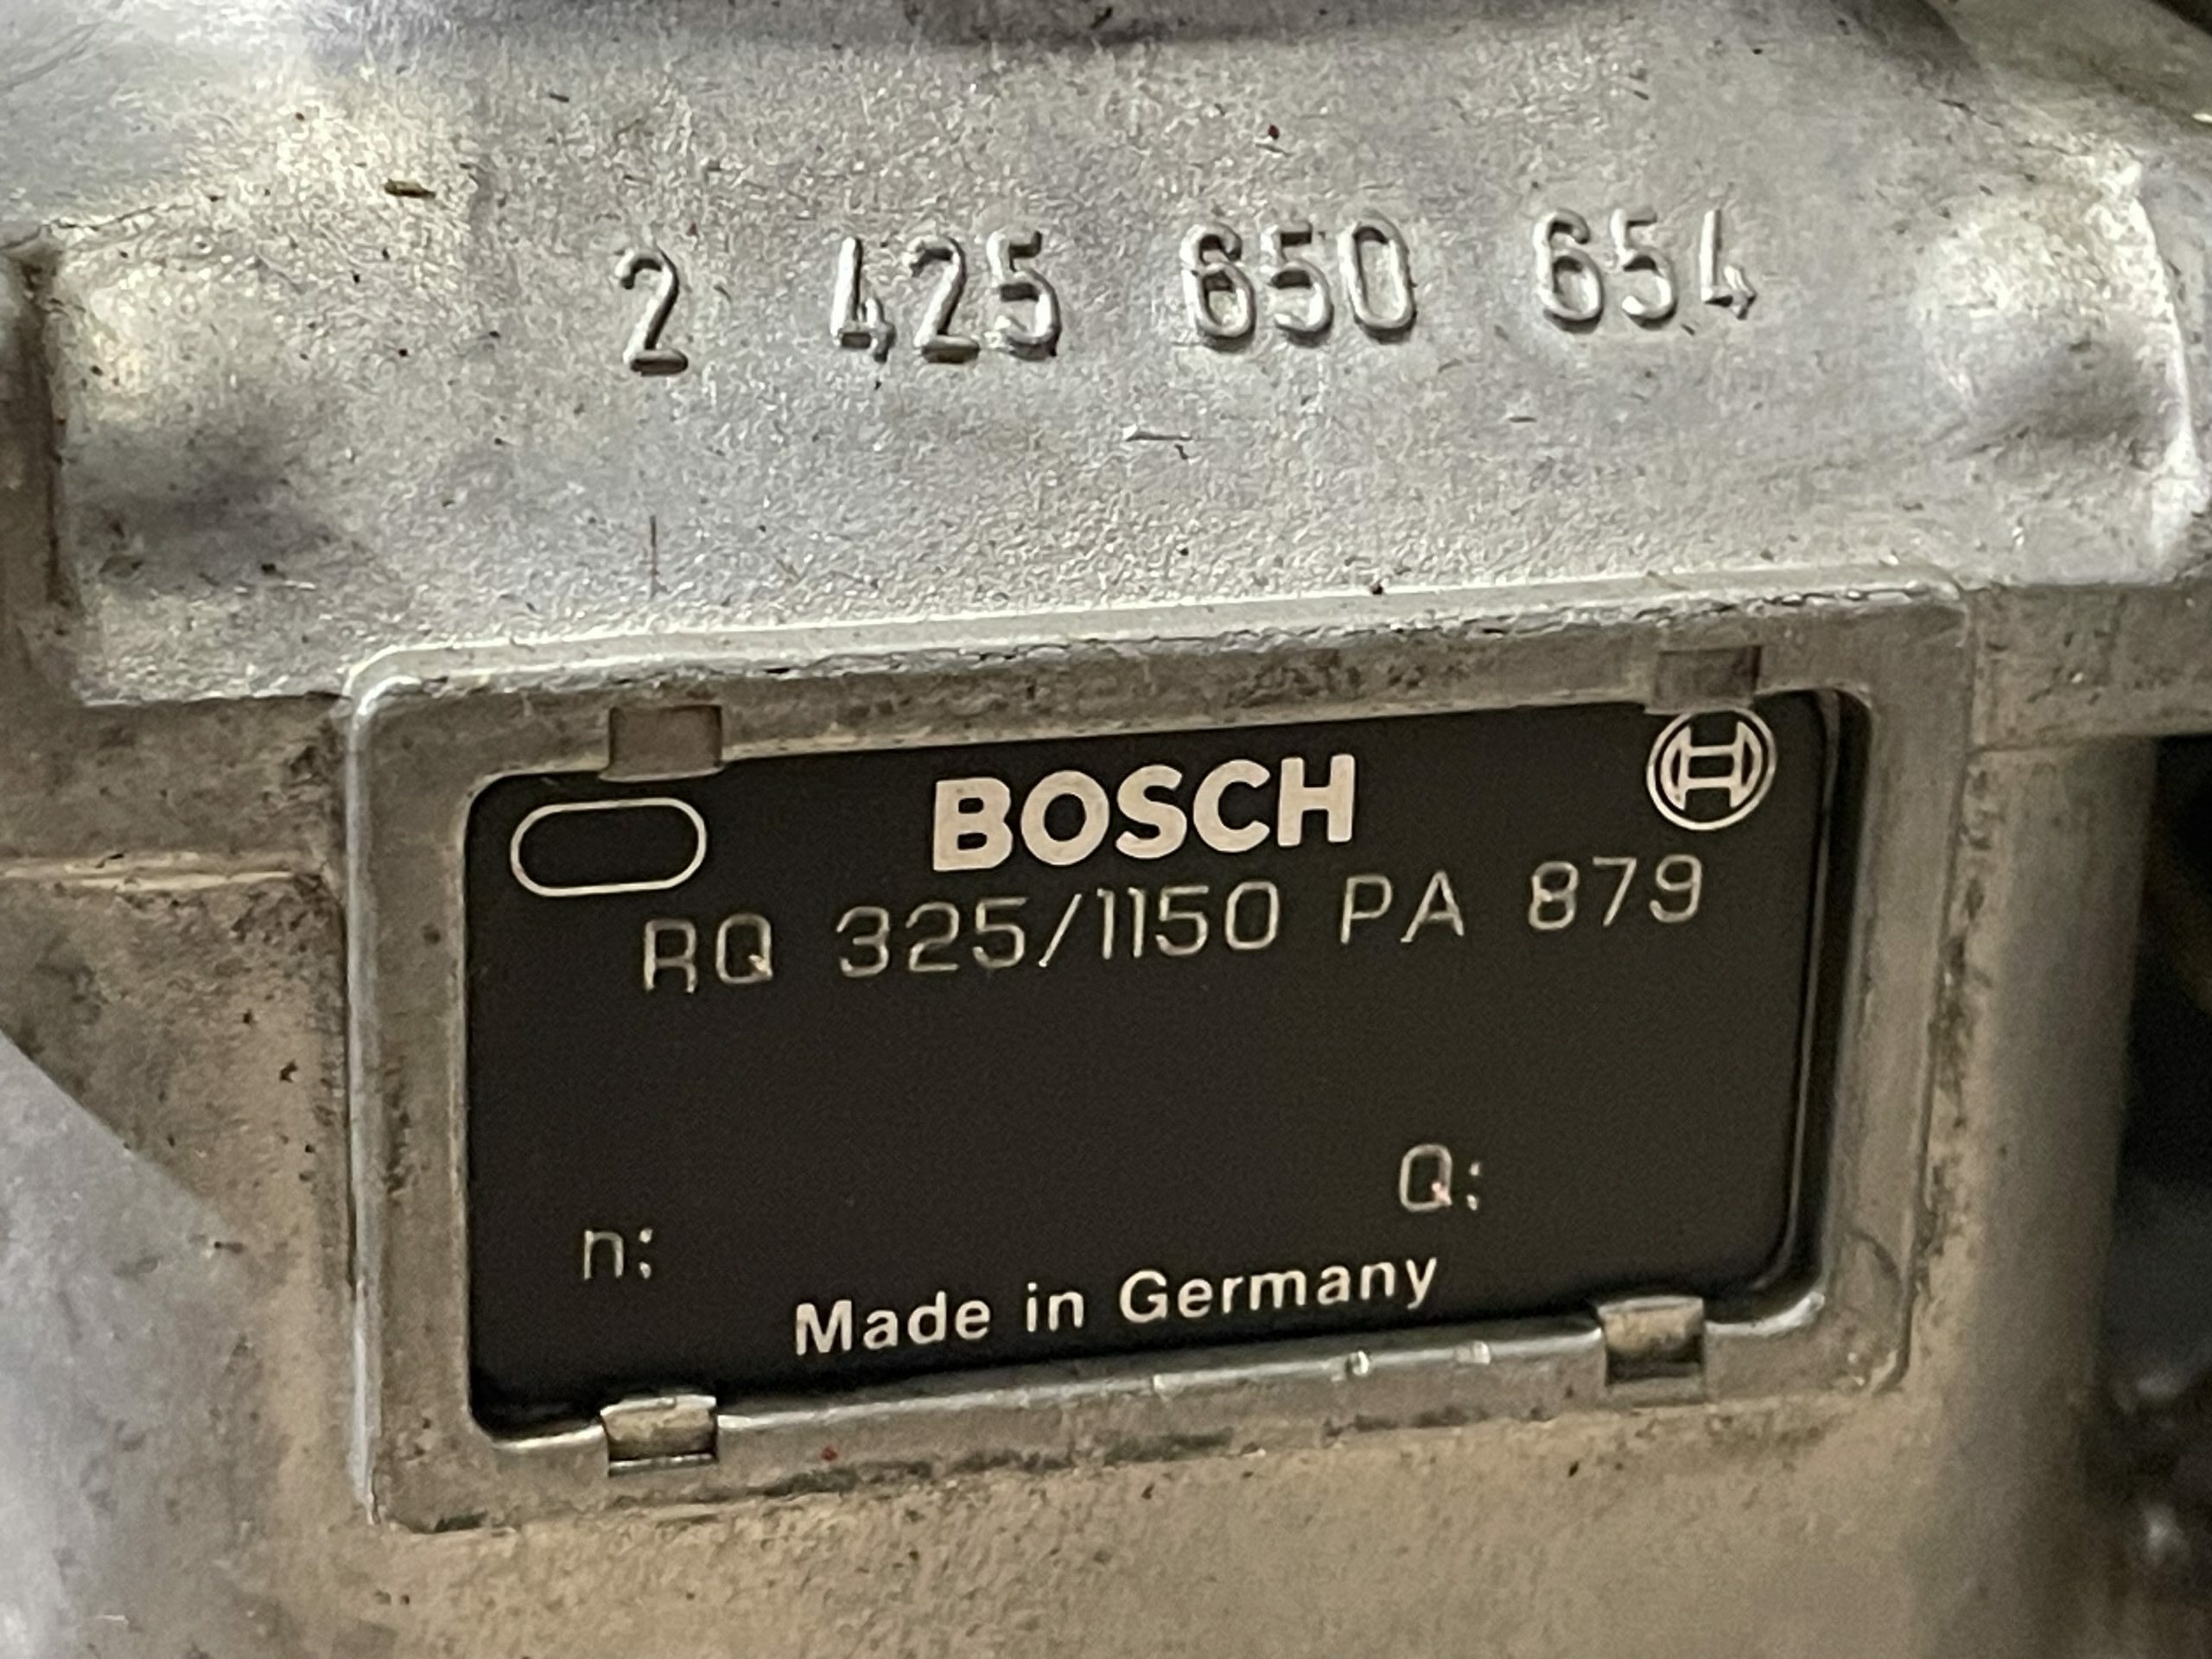 2 425 650 654
BOSCH
RQ 325/1150 PA 879
Q:
n:
Made in Germany